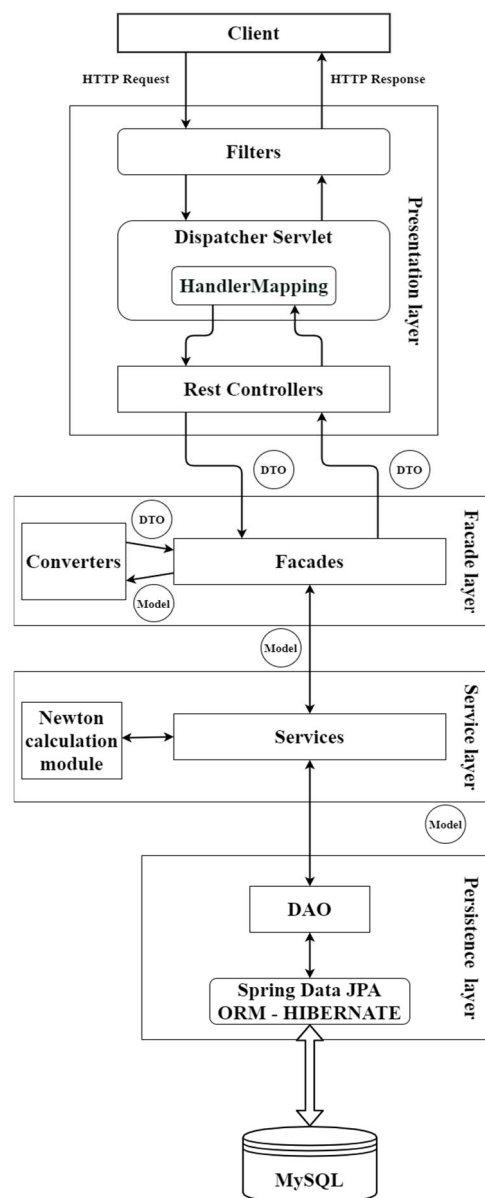 Client
HTTP Request
HTTP Response
Filters
Dispatcher Servlet
HandlerMapping
Rest Controllers
Presentation layer
DTO
DTO
DTO
Converters
Facades
Model
Facade layer
Model
Newton
calculation
module
Services
Service layer
Model
DAO
Spring Data JPA
ORM - HIBERNATE
Persistence layer
MySQL